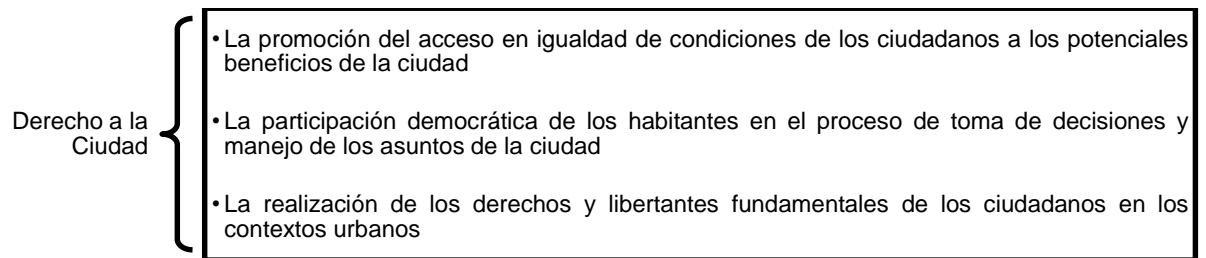 Derecho a la
Ciudad
• La promoción del acceso en igualdad de condiciones de los ciudadanos a los potenciales
beneficios de la ciudad
• La participación democrática de los habitantes en el proceso de toma de decisiones y
manejo de los asuntos de la ciudad
• La realización de los derechos y libertantes fundamentales de los ciudadanos en los
contextos urbanos